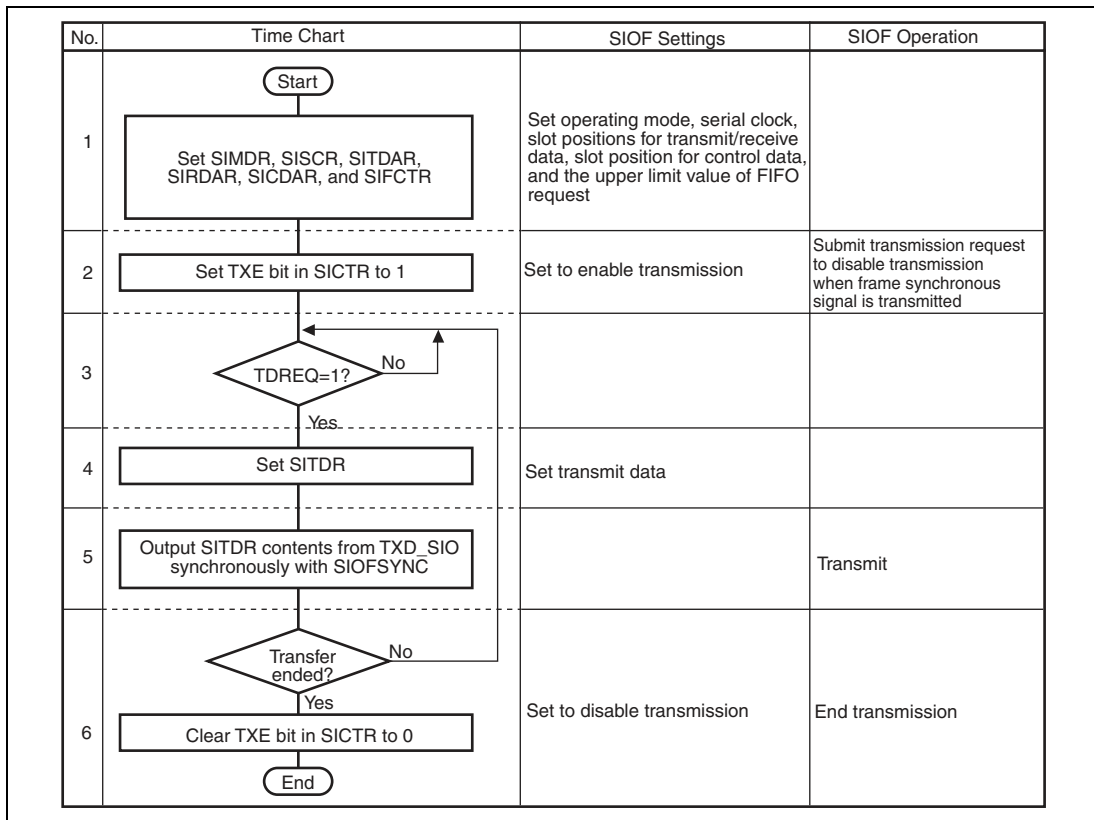 No.
Time Chart
SIOF Settings
SIOF Operation
Start
1
Set SIMDR, SISCR, SITDAR,
SIRDAR, SICDAR, and SIFCTR
Set operating mode, serial clock,
slot positions for transmit/receive
data, slot position for control data,
and the upper limit value of FIFO
request
2
Set TXE bit in SICTR to 1
Set to enable transmission
Submit transmission request
to disable transmission
when frame synchronous
signal is transmitted
3
TDREQ=1?
No
Yes
4
Set SITDR
Set transmit data
5
Output SITDR contents from TXD_SIO
synchronously with SIOFSYNC
Transmit
Transfer
ended?
No
Yes
6
Clear TXE bit in SICTR to 0
Set to disable transmission
End transmission
End